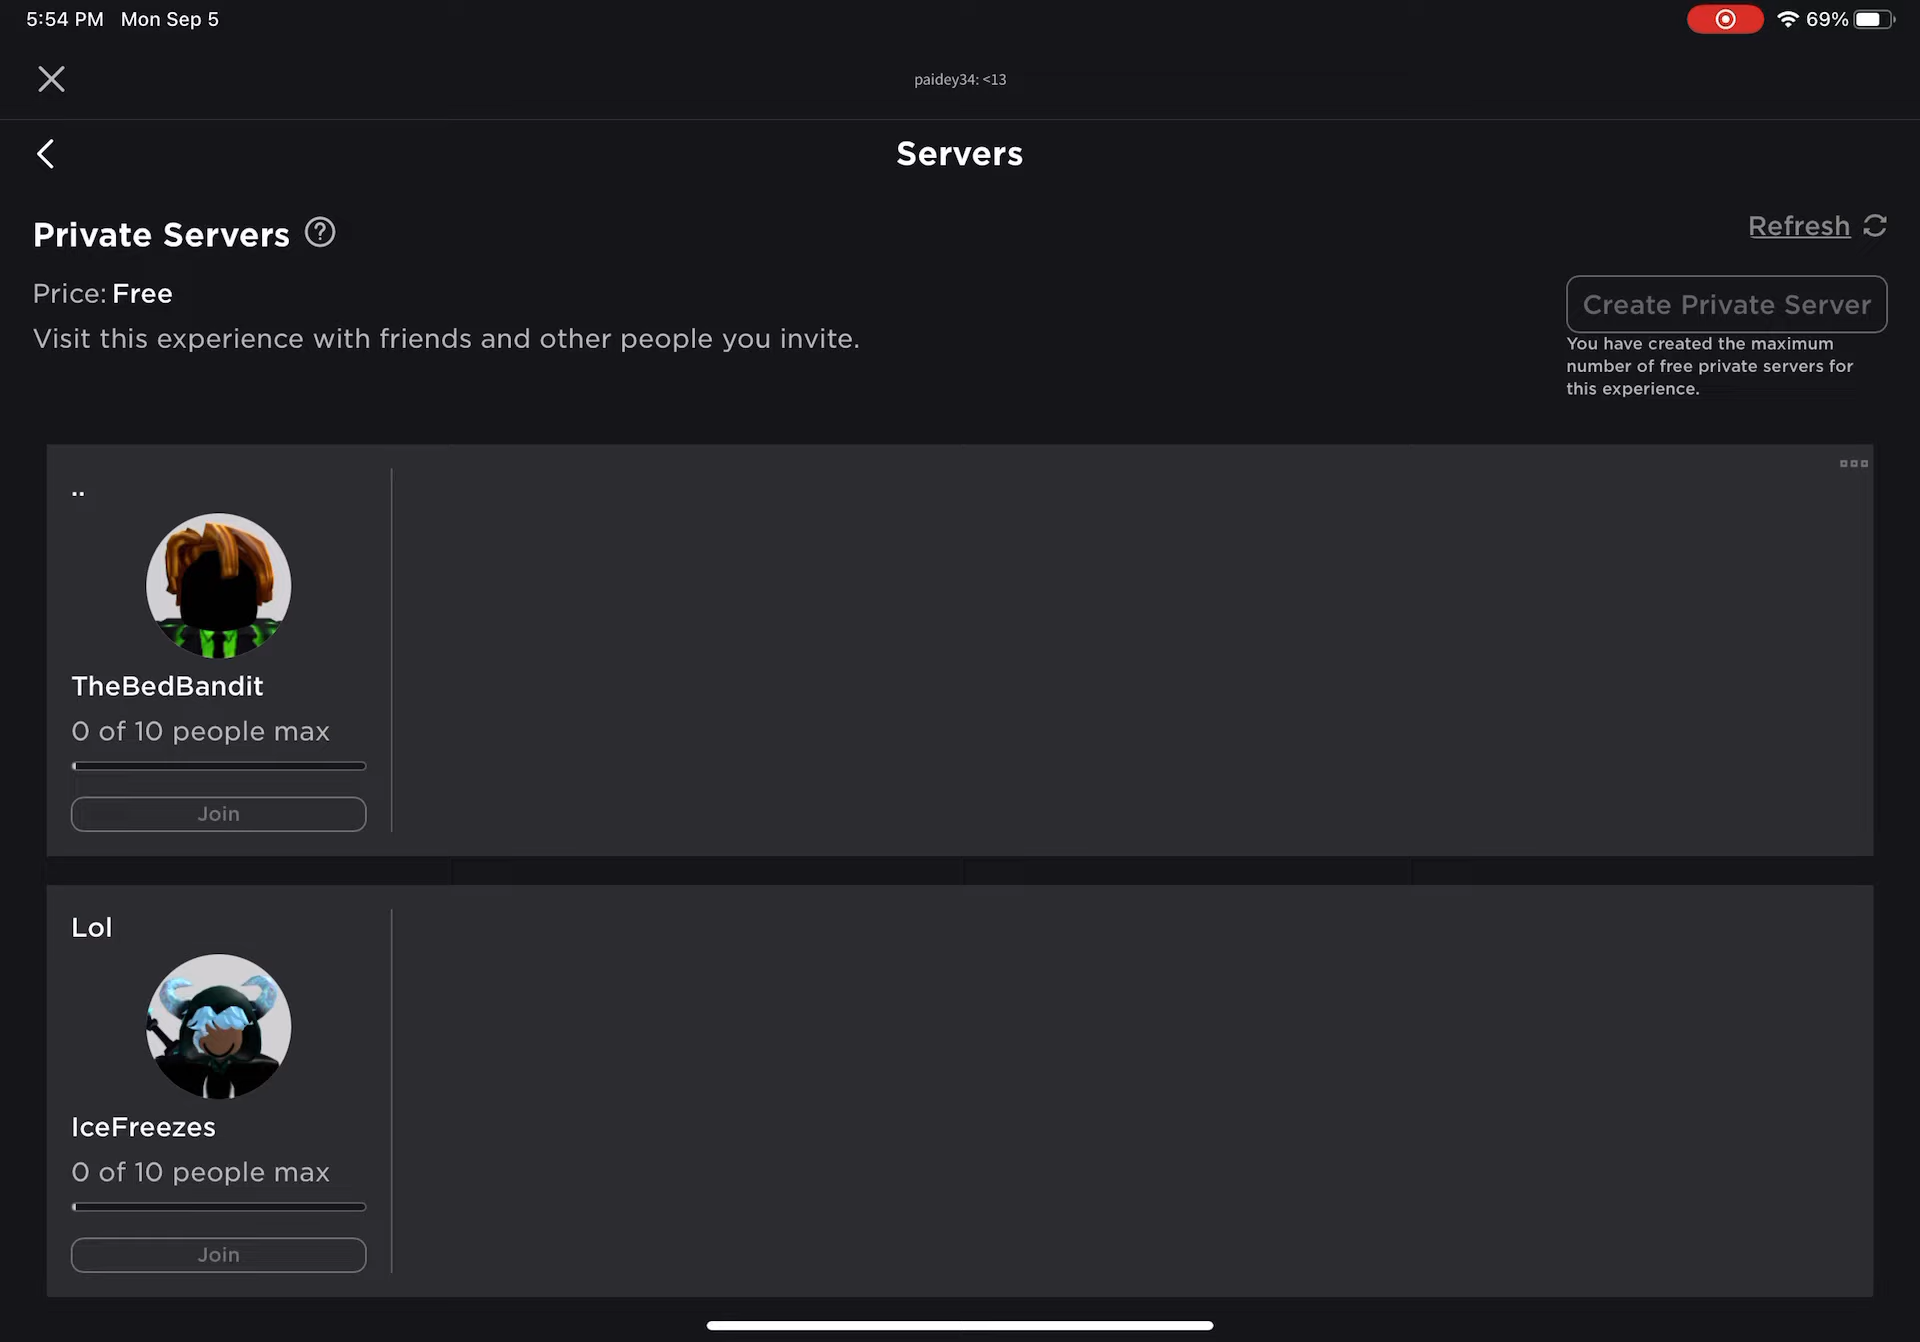 5:54 PM Mon Sep 5
69%
paidey34: <13
Servers
Private Servers
Refresh
Price: Free
Create Private Server
Visit this experience with friends and other people you invite.
You have created the maximum
number of free private servers for
this experience.
..
TheBedBandit
0 of 10 people max
Join
Lol
IceFreezes
0 of 10 people max
Join